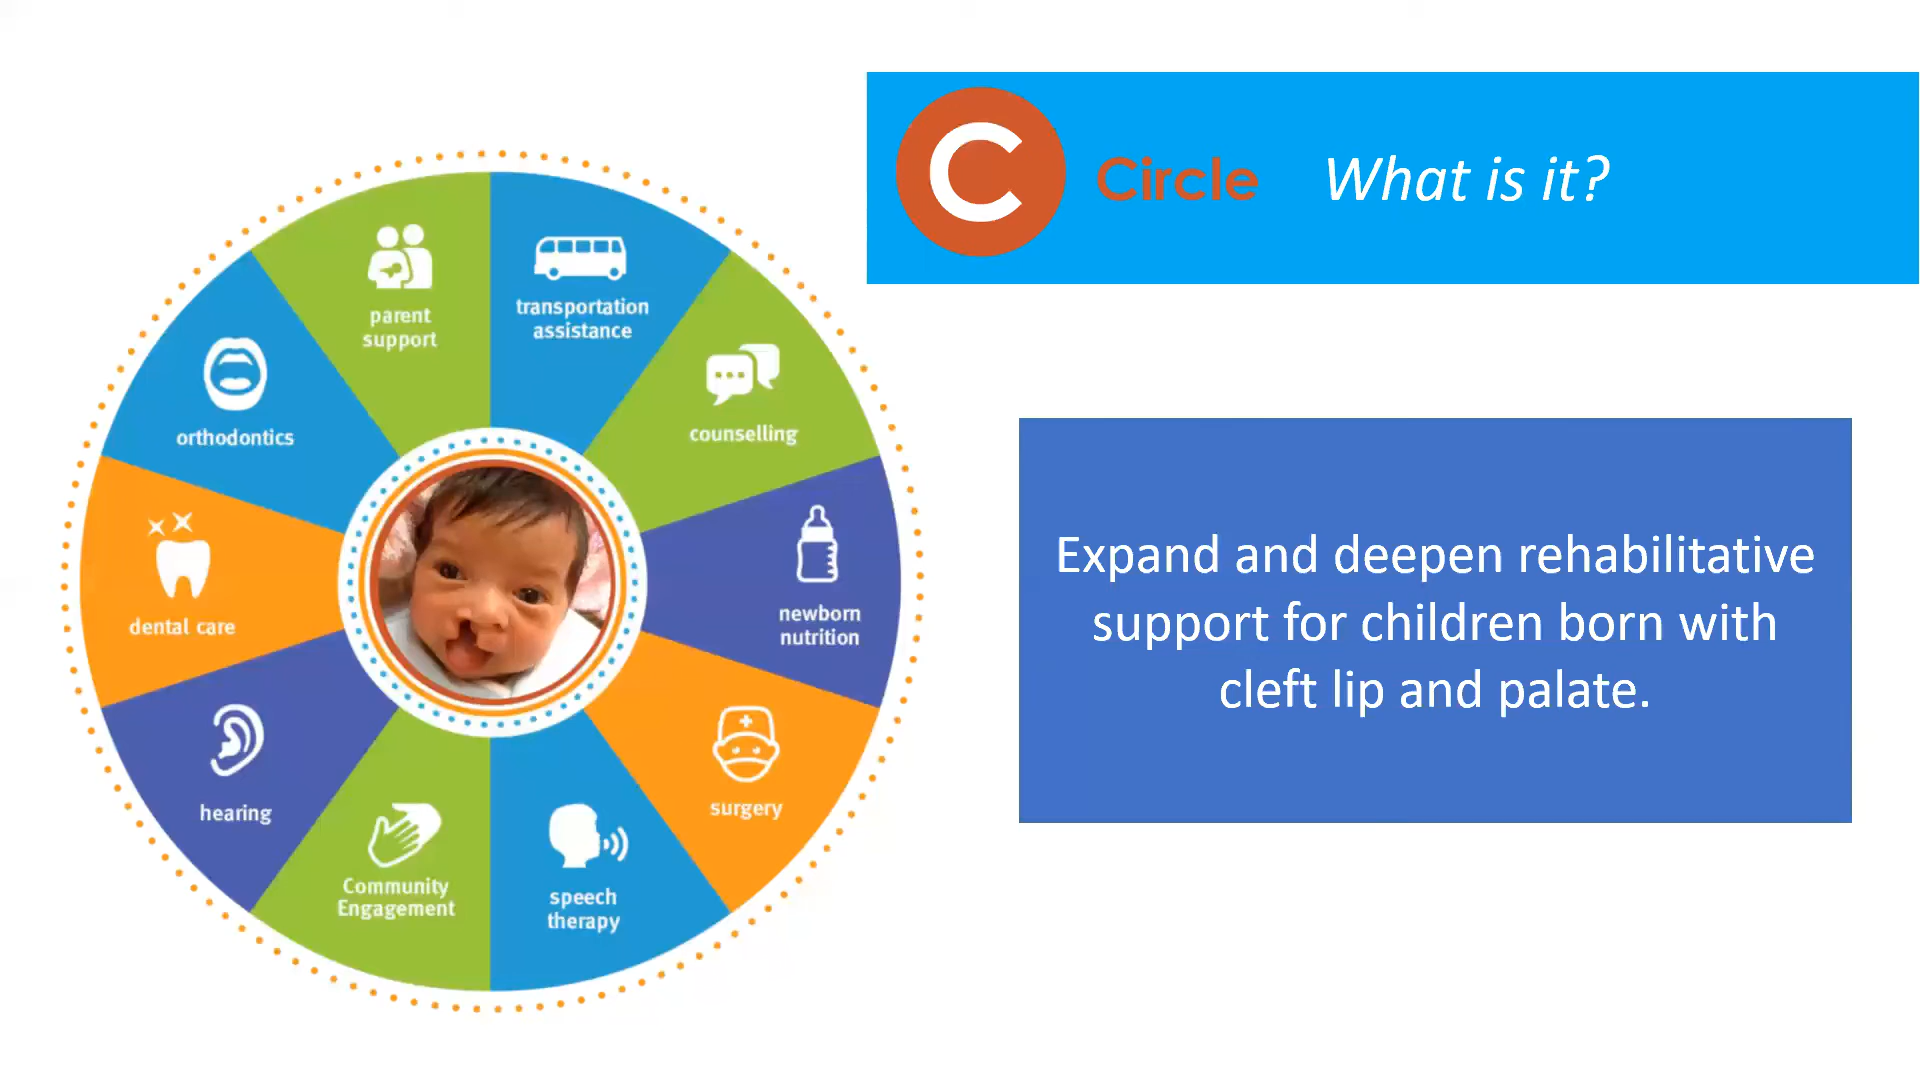 C Circle What is it?
parent
support
transportation
assistance
orthodontics
counselling
dental care
newborn
nutrition
hearing
surgery
Community
Engagement
speech
therapy
Expand and deepen rehabilitative
support for children born with
cleft lip and palate.